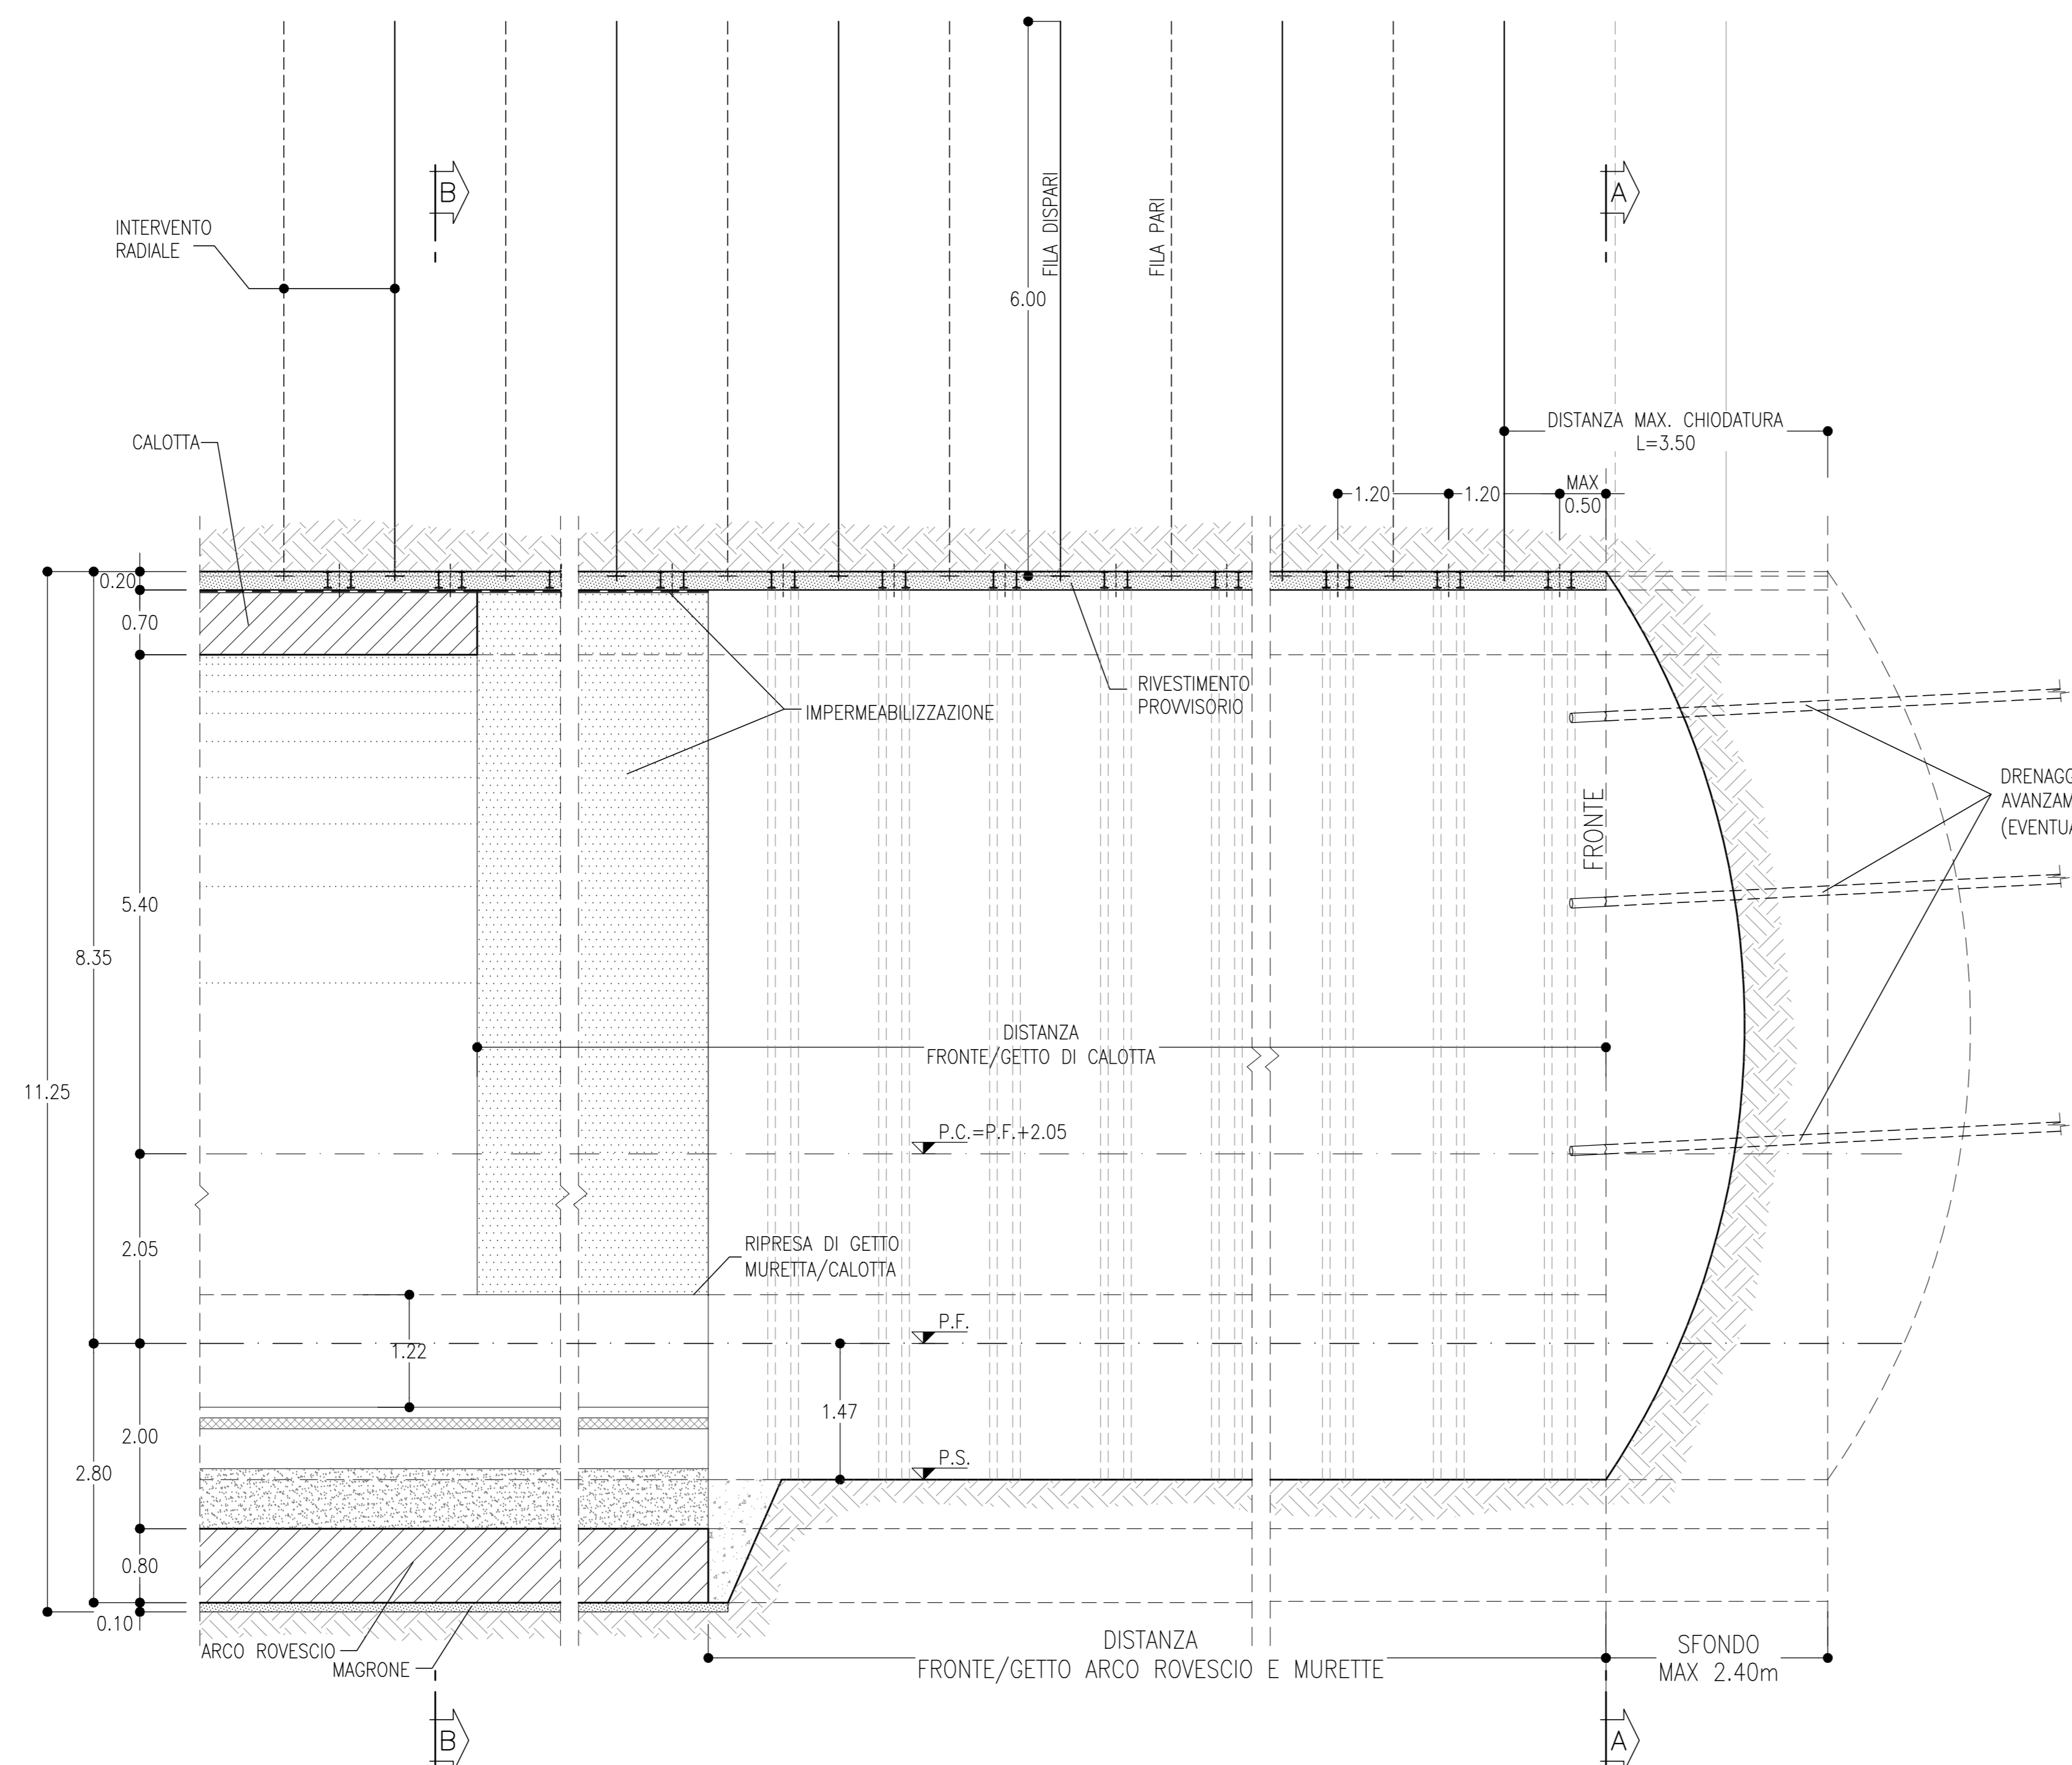 B
A
INTERVENTO
RADIALE
FILA DISPARI
FILA PARI
6.00
DISTANZA MAX. CHIODATURA
L=3.50
CALOTTA
1.20
1.20
MAX
0.50
0.20
0.70
RIVESTIMENTO
PROVVISORIO
IMPERMEABILIZZAZIONE
FRONTE
DRENAGG
AVANZAM
(EVENTUA
5.40
8.35
DISTANZA
FRONTE/GETTO DI CALOTTA
11.25
P.C.=P.F.+2.05
2.05
RIPRESA DI GETTO
MURETTA/CALOTTA
P.F.
1.22
1.47
2.00
P.S.
2.80
0.80
0.10
ARCO ROVESCIO
MAGRONE
DISTANZA
FRONTE/GETTO ARCO ROVESCIO E MURETTE
SFONDO
MAX 2.40m
B
A